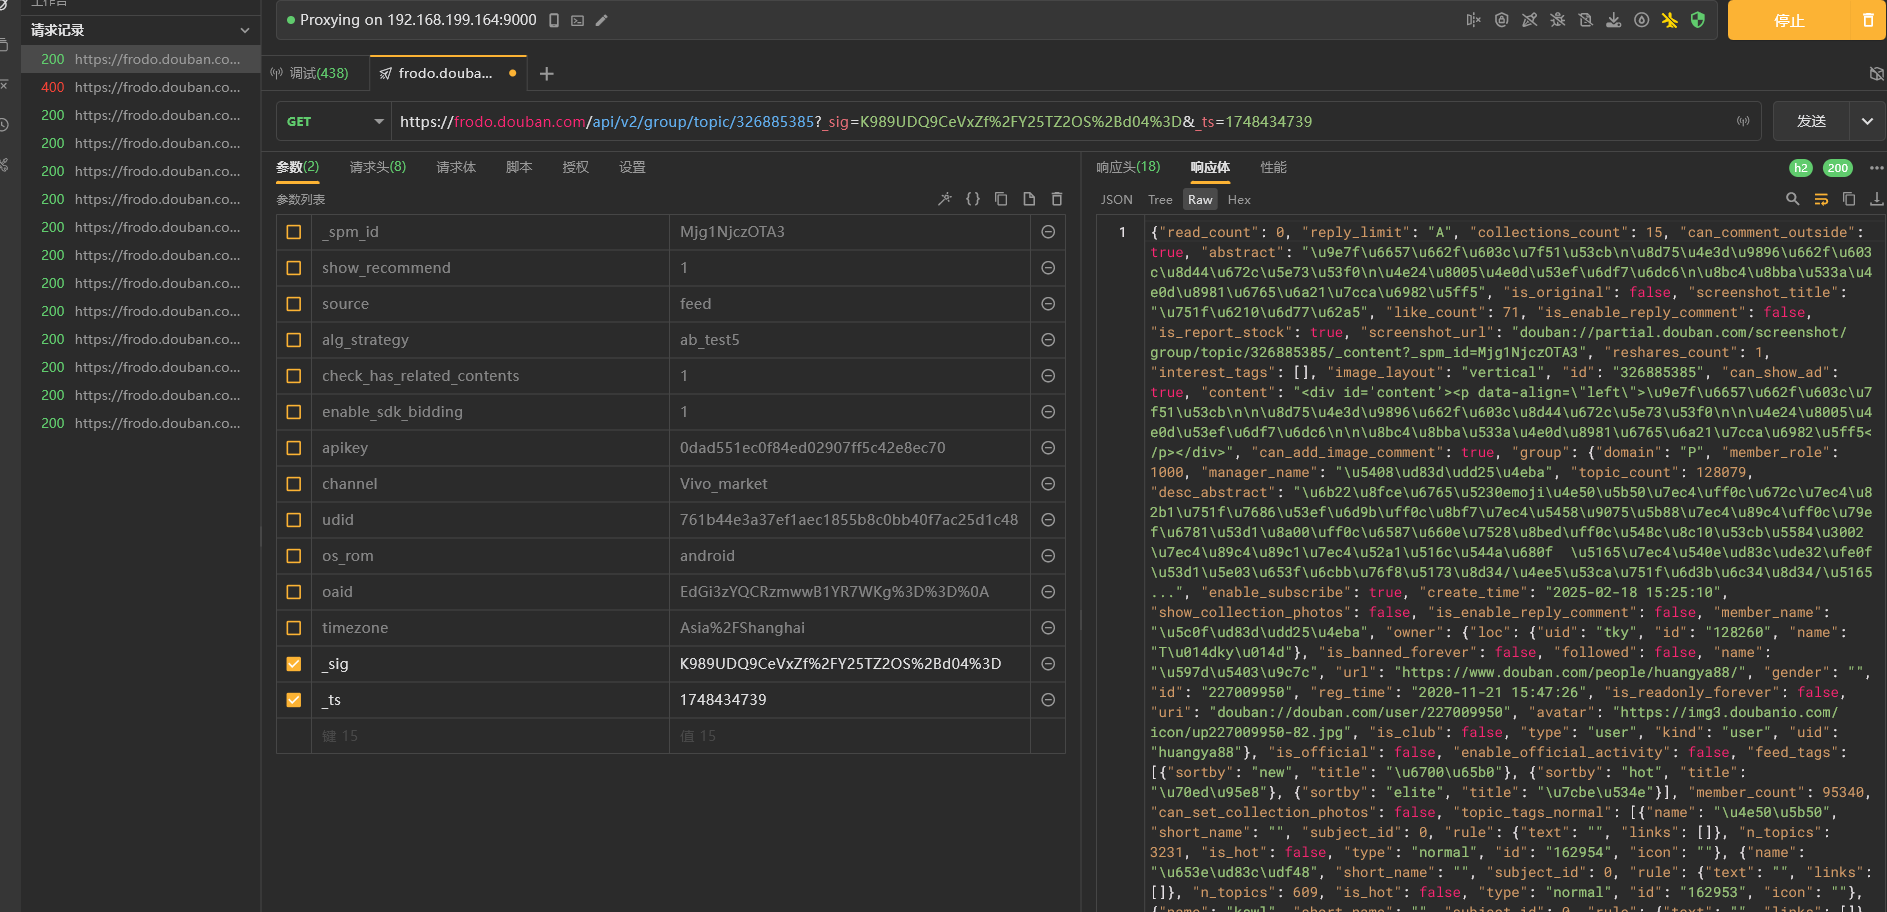 工作台
请求记录
200 https://frodo.douban.co...
400 https://frodo.douban.co...
200 https://frodo.douban.co...
200 https://frodo.douban.co...
200 https://frodo.douban.co...
200 https://frodo.douban.co...
200 https://frodo.douban.co...
200 https://frodo.douban.co...
200 https://frodo.douban.co...
200 https://frodo.douban.co...
200 https://frodo.douban.co...
200 https://frodo.douban.co...
200 https://frodo.douban.co...
200 https://frodo.douban.co...
Proxying on 192.168.199.164:9000
停止
调试(438)
frodo.douba...
GET
https://frodo.douban.com/api/v2/group/topic/326885385?_sig=K989UDQ9CeVxZf%2FY25TZ2OS%2Bd04%3D&_ts=1748434739
发送
参数(2) 请求头(8) 请求体 脚本 授权 设置
参数列表
_spm_id Mjg1NjczOTA3
show_recommend 1
source feed
alg_strategy ab_test5
check_has_related_contents 1
enable_sdk_bidding 1
apikey 0dad551ec0f84ed02907ff5c42e8ec70
channel Vivo_market
udid 761b44e3a37ef1aec1855b8c0bb40f7ac25d1c48
os_rom android
oaid EdGi3zYQCRzmwwB1YR7WKg%3D%3D%0A
timezone Asia%2FShanghai
_sig K989UDQ9CeVxZf%2FY25TZ2OS%2Bd04%3D
_ts 1748434739
键 15 值 15
响应头(18) 响应体 性能
h2 200
JSON Tree Raw Hex
1
{"read_count": 0, "reply_limit": "A", "collections_count": 15, "can_comment_outside":
true, "abstract": "\u9e7f\u6657\u662f\u603c\u7f51\u53cb\n\u8d75\u4e3d\u9896\u662f\u603
c\u8d44\u672c\u5e73\u53f0\n\u4e24\u8005\u4e0d\u53ef\u6df7\u6dc6\n\u8bc4\u8bba\u533a\u4
e0d\u8981\u6765\u6a21\u7cca\u6982\u5ff5", "is_original": false, "screenshot_title":
"\u751f\u6210\u6d77\u62a5", "like_count": 71, "is_enable_reply_comment": false,
"is_report_stock": true, "screenshot_url": "douban://partial.douban.com/screenshot/
group/topic/326885385/_content?_spm_id=Mjg1NjczOTA3", "reshares_count": 1,
"interest_tags": [], "image_layout": "vertical", "id": "326885385", "can_show_ad":
true, "content": "<div id='content'><p data-align=\"left\">\u9e7f\u6657\u662f\u603c\u7
f51\u53cb\n\n\u8d75\u4e3d\u9896\u662f\u603c\u8d44\u672c\u5e73\u53f0\n\n\u4e24\u8005\u4
e0d\u53ef\u6df7\u6dc6\n\n\u8bc4\u8bba\u533a\u4e0d\u8981\u6765\u6a21\u7cca\u6982\u5ff5<
/p></div>", "can_add_image_comment": true, "group": {"domain": "P", "member_role":
1000, "manager_name": "\u5408\ud83d\udd25\u4eba", "topic_count": 128079,
"desc_abstract": "\u6b22\u8fce\u6765\u5230emoji\u4e50\u5b50\u7ec4\uff0c\u672c\u7ec4\u8
2b1\u751f\u7686\u53ef\u6d9b\uff0c\u8bf7\u7ec4\u5458\u9075\u5b88\u7ec4\u89c4\uff0c\u79e
f\u6781\u53d1\u8a00\uff0c\u6587\u660e\u7528\u8bed\uff0c\u548c\u8c10\u53cb\u5584\u3002
\u7ec4\u89c4\u89c1\u7ec4\u52a1\u516c\u544a\u680f \u5165\u7ec4\u540e\ud83c\ude32\ufe0f
\u53d1\u5e03\u653f\u6cbb\u76f8\u5173\u8d34/\u4ee5\u53ca\u751f\u6d3b\u6c34\u8d34/\u5165
...", "enable_subscribe": true, "create_time": "2025-02-18 15:25:10",
"show_collection_photos": false, "is_enable_reply_comment": false, "member_name":
"\u5c0f\ud83d\udd25\u4eba", "owner": {"loc": {"uid": "tky", "id": "128260", "name":
"T\u014dky\u014d"}, "is_banned_forever": false, "followed": false, "name":
"\u597d\u5403\u9c7c", "url": "https://www.douban.com/people/huangya88/", "gender": "",
"id": "227009950", "reg_time": "2020-11-21 15:47:26", "is_readonly_forever": false,
"uri": "douban://douban.com/user/227009950", "avatar": "https://img3.doubanio.com/
icon/up227009950-82.jpg", "is_club": false, "type": "user", "kind": "user", "uid":
"huangya88"}, "is_official": false, "enable_official_activity": false, "feed_tags":
[{"sortby": "new", "title": "\u6700\u65b0"}, {"sortby": "hot", "title":
"\u70ed\u95e8"}, {"sortby": "elite", "title": "\u7cbe\u534e"}], "member_count": 95340,
"can_set_collection_photos": false, "topic_tags_normal": [{"name": "\u4e50\u5b50",
"short_name": "", "subject_id": 0, "rule": {"text": "", "links": []}, "n_topics":
3231, "is_hot": false, "type": "normal", "id": "162954", "icon": ""}, {"name":
"\u653e\ud83c\udf48", "short_name": "", "subject_id": 0, "rule": {"text": "", "links":
[]}, "n_topics": 609, "is_hot": false, "type": "normal", "id": "162953", "icon": ""},